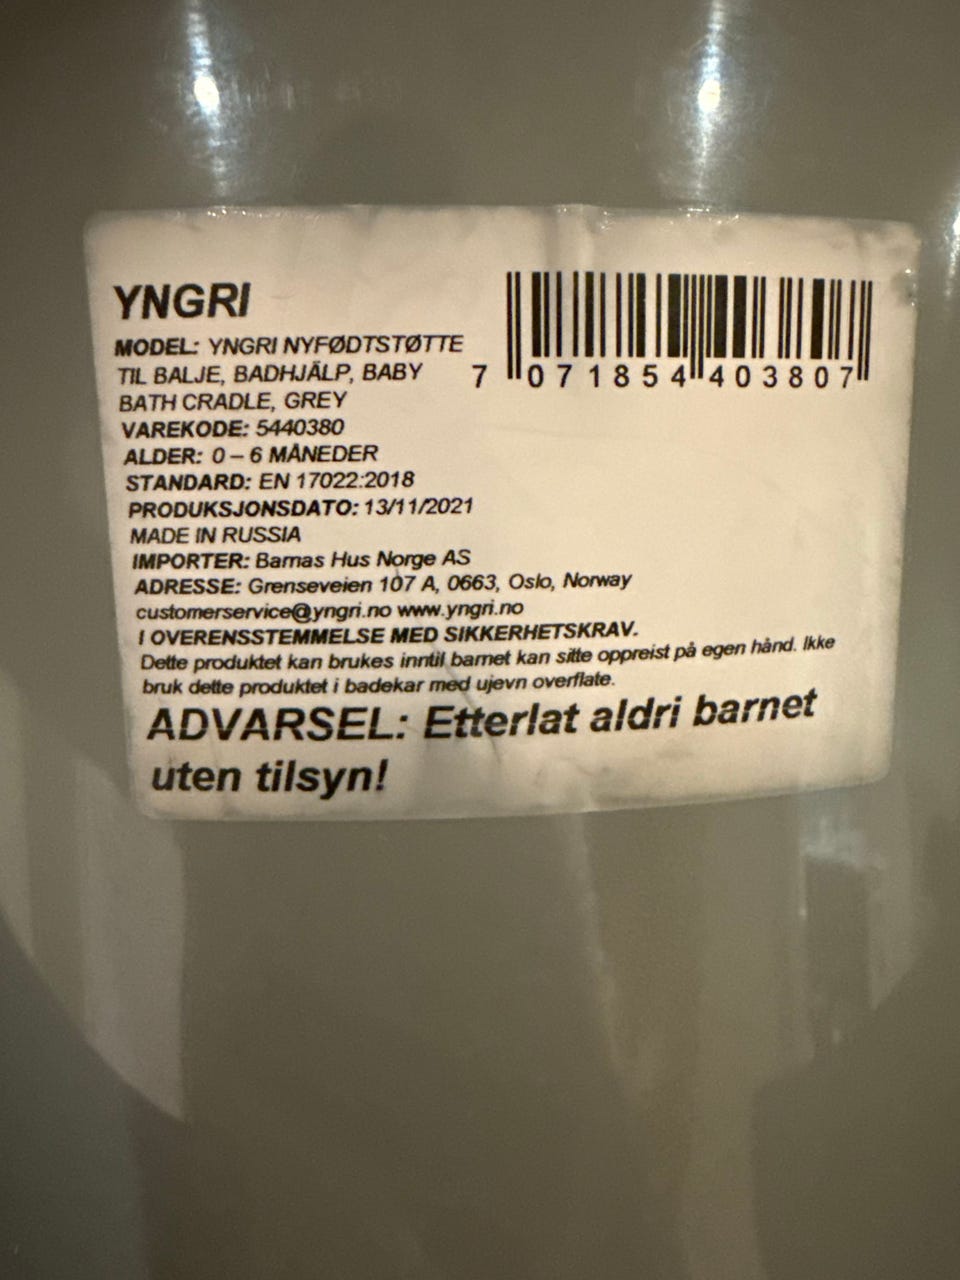 YNGRI
MODEL: YNGRI NYFØDTSTØTTE
TIL BALJE, BADHJÄLP, BABY
BATH CRADLE, GREY
7 071854 403807
VAREKODE: 5440380
ALDER: 0 – 6 MÅNEDER
STANDARD: EN 17022:2018
PRODUKSJONSDATO: 13/11/2021
MADE IN RUSSIA
IMPORTER: Barnas Hus Norge AS
ADRESSE: Grenseveien 107 A, 0663, Oslo, Norway
customerservice@yngri.no www.yngri.no
I OVERENSSTEMMELSE MED SIKKERHETSKRAV.
Dette produktet kan brukes inntil barnet kan sitte oppreist på egen hånd. Ikke
bruk dette produktet i badekar med ujevn overflate.
ADVARSEL: Etterlat aldri barnet
uten tilsyn!